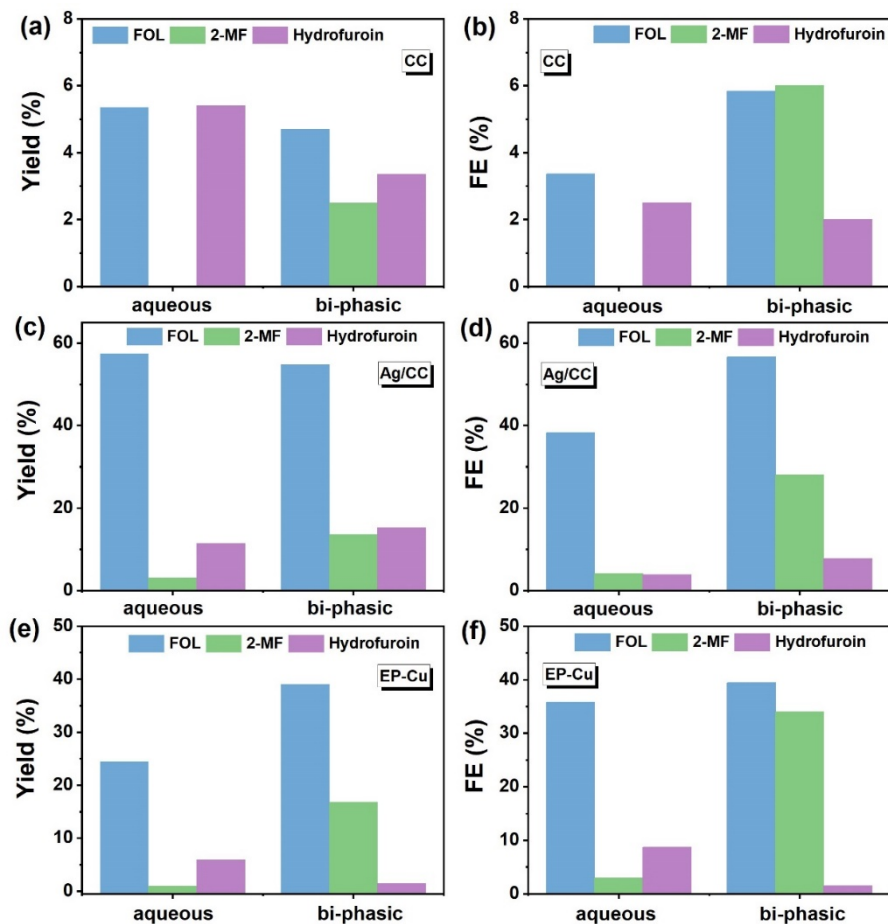 (a)
FOL 2-MF Hydrofuroin
CC
Yield (%)
8
6
4
2
0
aqueous bi-phasic
(b)
FOL 2-MF Hydrofuroin
CC
FE (%)
8
6
4
2
0
aqueous bi-phasic
(c)
FOL 2-MF Hydrofuroin
Ag/CC
Yield (%)
60
40
20
0
aqueous bi-phasic
(d)
FOL 2-MF Hydrofuroin
Ag/CC
FE (%)
60
40
20
0
aqueous bi-phasic
(e)
FOL 2-MF Hydrofuroin
EP-Cu
Yield (%)
50
40
30
20
10
0
aqueous bi-phasic
(f)
FOL 2-MF Hydrofuroin
EP-Cu
FE (%)
50
40
30
20
10
0
aqueous bi-phasic